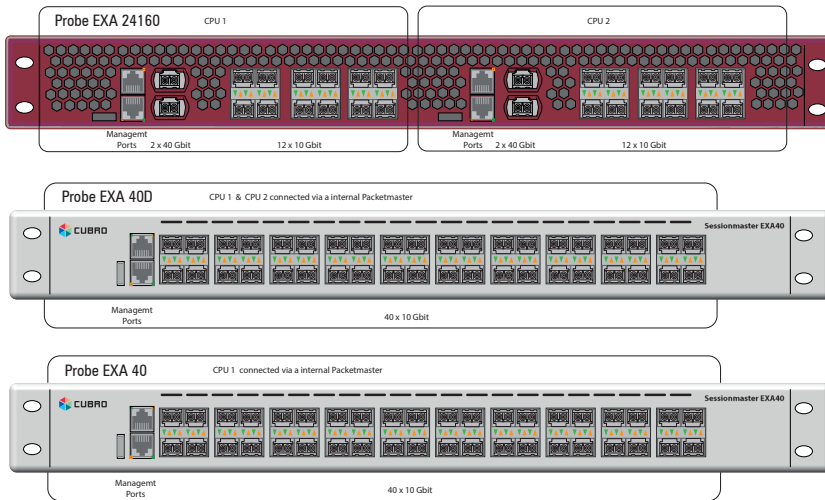 Probe EXA 24160
CPU 1
CPU 2
Managemt
Ports
2 x 40 Gbit
12 x 10 Gbit
Managemt
Ports
2 x 40 Gbit
12 x 10 Gbit
Probe EXA 40D
CPU 1 & CPU 2 connected via a internal Packetmaster
CUBRO
Sessionmaster EXA40
Managemt
Ports
40 x 10 Gbit
Probe EXA 40
CPU 1 connected via a internal Packetmaster
CUBRO
Sessionmaster EXA40
Managemt
Ports
40 x 10 Gbit